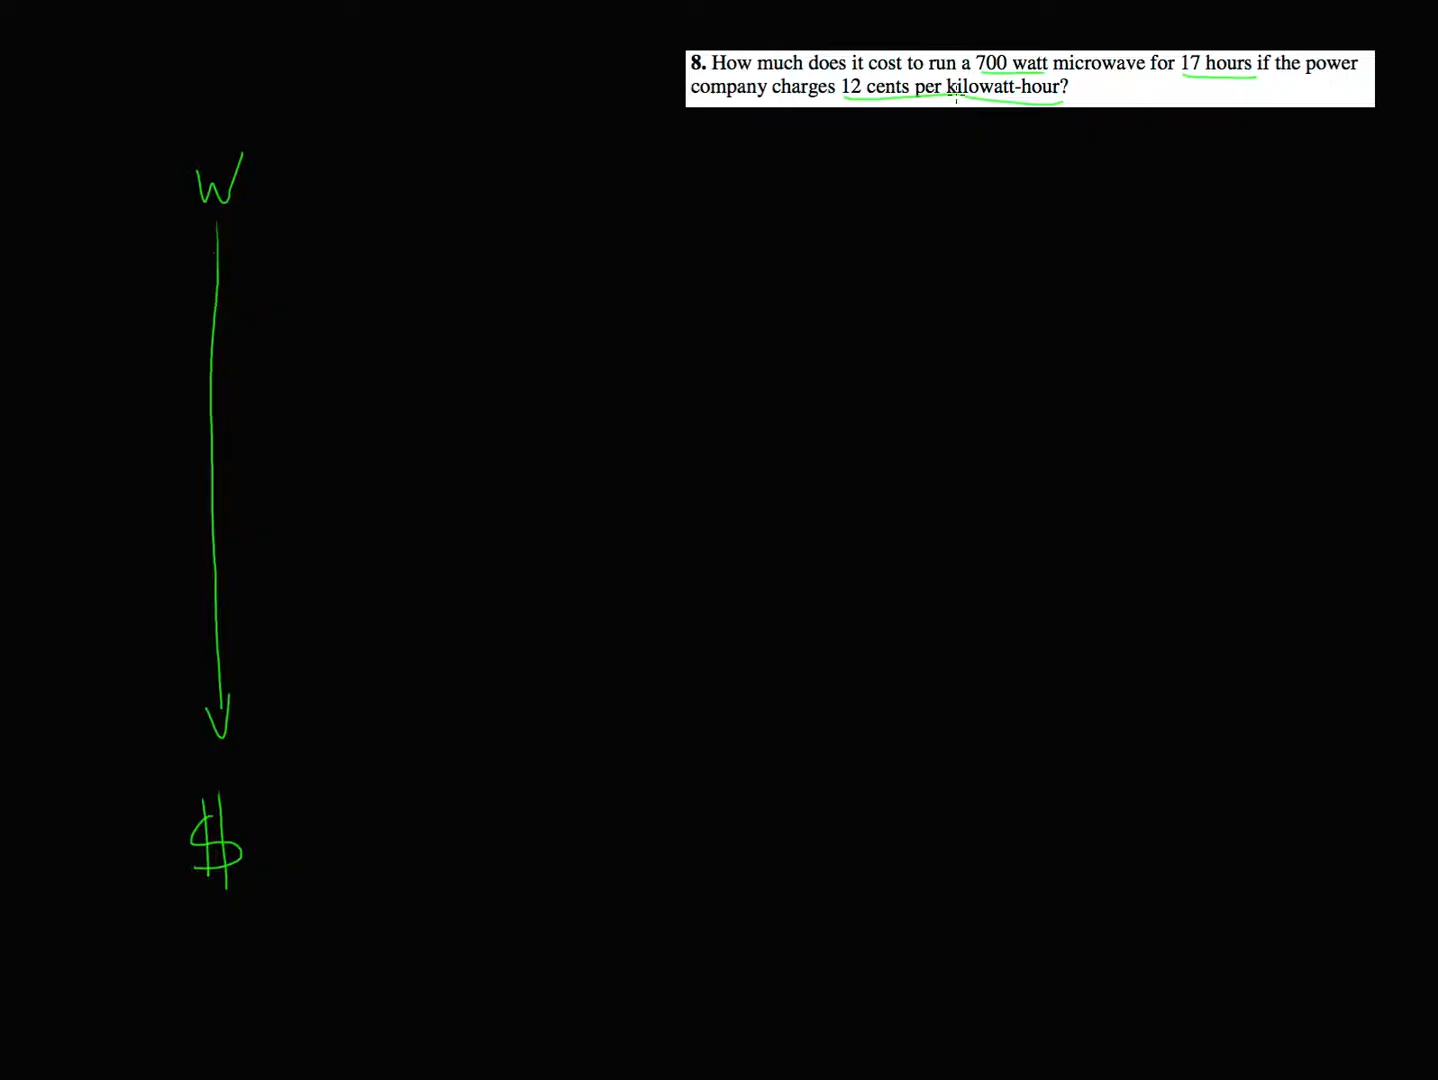 8. How much does it cost to run a 700 watt microwave for 17 hours if the power
company charges 12 cents per kilowatt-hour?
W
$